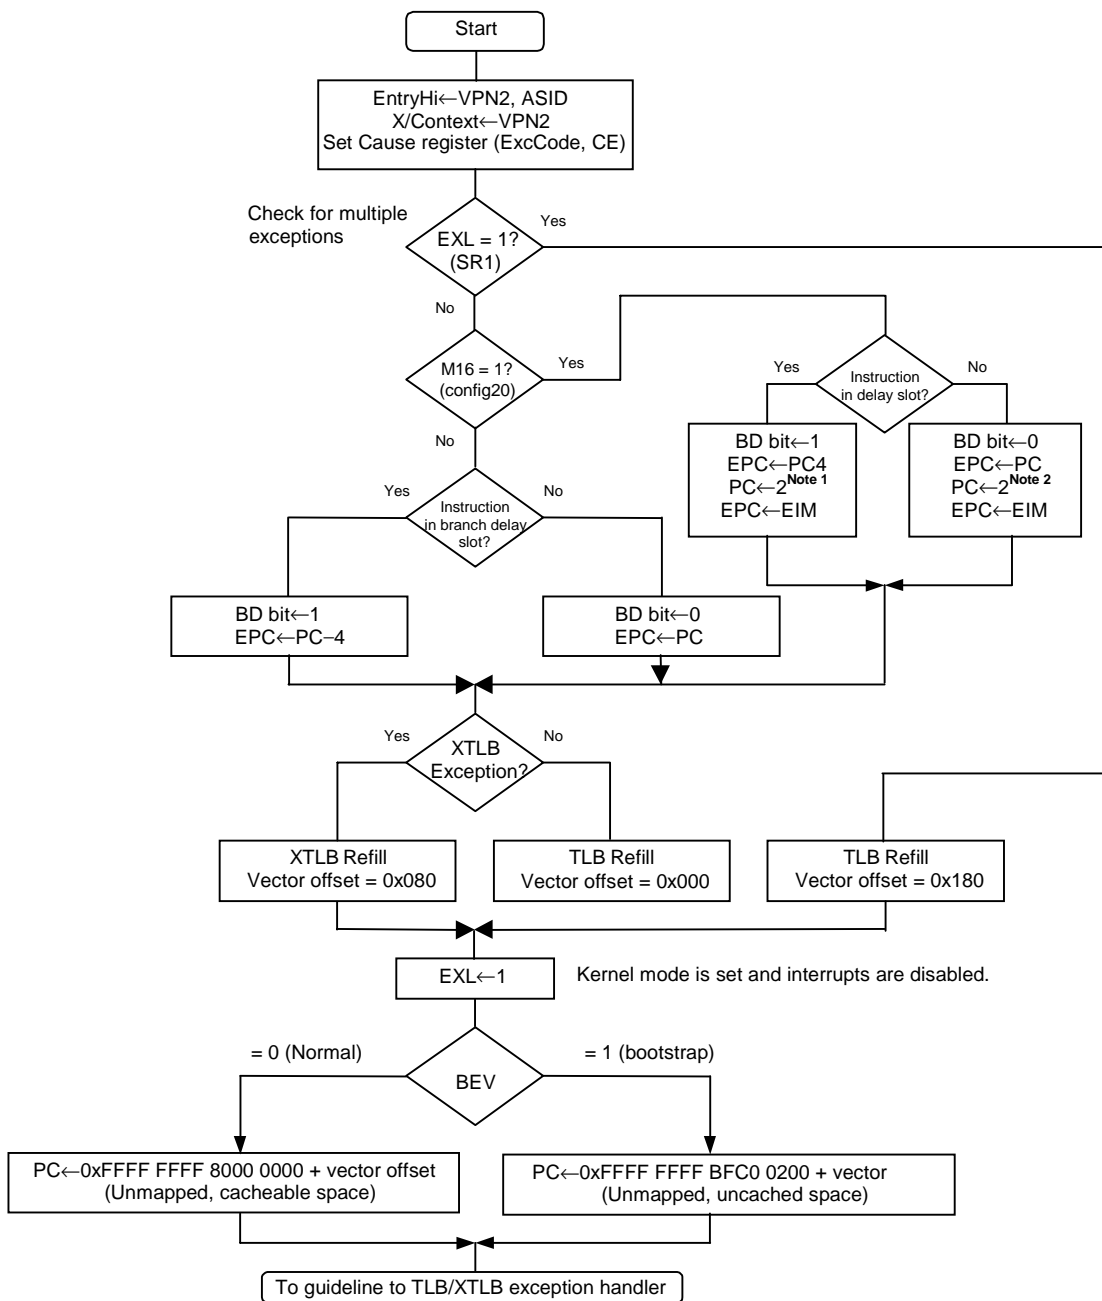 Start
EntryHi←VPN2, ASID
X/Context←VPN2
Set Cause register (ExcCode, CE)
Check for multiple
exceptions
Yes
EXL = 1?
(SR1)
No
M16 = 1?
(config20)
Yes
No
Yes
Instruction
in delay slot?
No
BD bit←1
EPC←PC4
PC←2Note 1
EPC←EIM
BD bit←0
EPC←PC
PC←2Note 2
EPC←EIM
Yes
Instruction
in branch delay
slot?
No
BD bit←1
EPC←PC−4
BD bit←0
EPC←PC
Yes
XTLB
Exception?
No
XTLB Refill
Vector offset = 0x080
TLB Refill
Vector offset = 0x000
TLB Refill
Vector offset = 0x180
EXL←1
Kernel mode is set and interrupts are disabled.
= 0 (Normal)
BEV
= 1 (bootstrap)
PC←0xFFFF FFFF 8000 0000 + vector offset
(Unmapped, cacheable space)
PC←0xFFFF FFFF BFC0 0200 + vector
(Unmapped, uncached space)
To guideline to TLB/XTLB exception handler